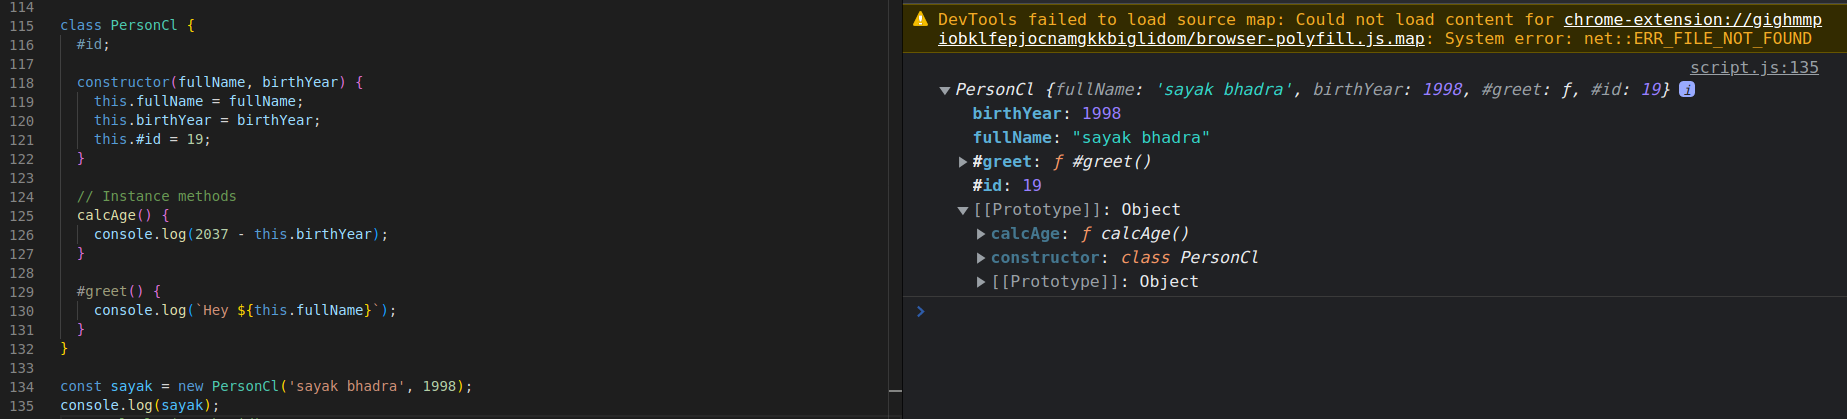 114
115 class PersonCl {
116 #id;
117
118 constructor(fullName, birthYear) {
119 this.fullName = fullName;
120 this.birthYear = birthYear;
121 this.#id = 19;
122 }
123
124 // Instance methods
125 calcAge() {
126 console.log(2037 - this.birthYear);
127 }
128
129 #greet() {
130 console.log(`Hey ${this.fullName}`);
131 }
132 }
133
134 const sayak = new PersonCl('sayak bhadra', 1998);
135 console.log(sayak);
DevTools failed to load source map: Could not load content for chrome-extension://gighmmp
iobklfepjocnamgkkbiglidom/browser-polyfill.js.map: System error: net::ERR_FILE_NOT_FOUND
script.js:135
PersonCl {fullName: 'sayak bhadra', birthYear: 1998, #greet: ƒ, #id: 19} i
birthYear: 1998
fullName: "sayak bhadra"
#greet: ƒ #greet()
#id: 19
[[Prototype]]: Object
calcAge: ƒ calcAge()
constructor: class PersonCl
[[Prototype]]: Object